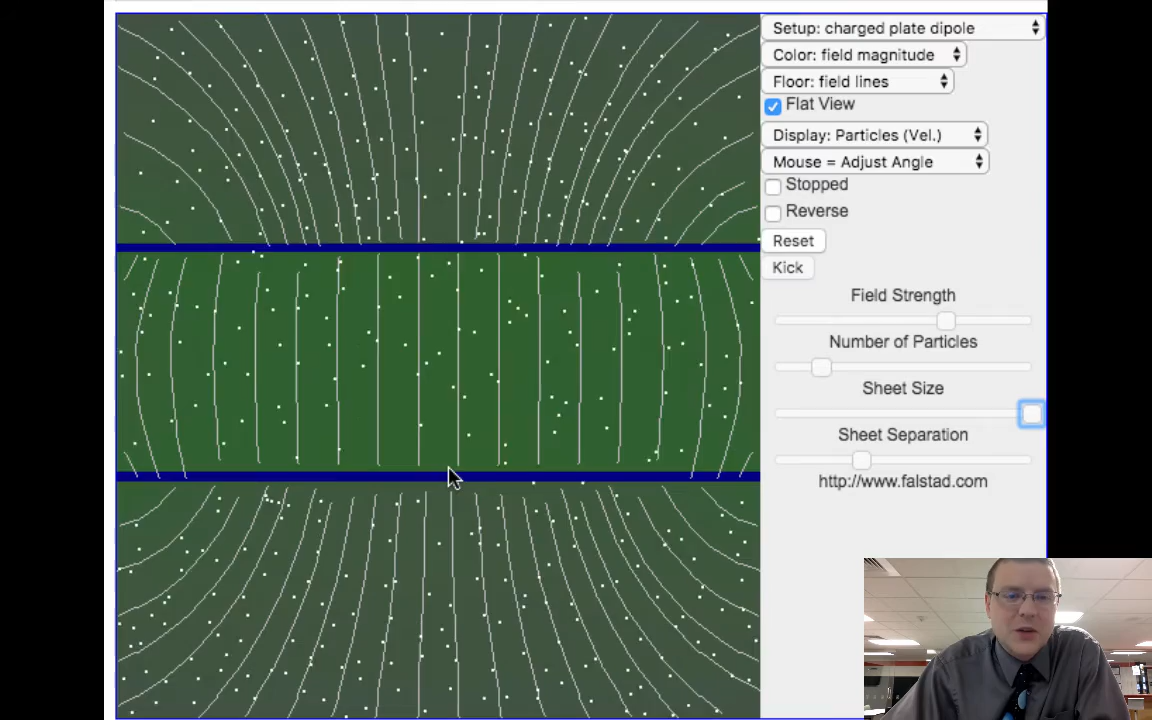 Setup: charged plate dipole
Color: field magnitude
Floor: field lines
Flat View
Display: Particles (Vel.)
Mouse = Adjust Angle
Stopped
Reverse
Reset
Kick
Field Strength
Number of Particles
Sheet Size
Sheet Separation
http://www.falstad.com